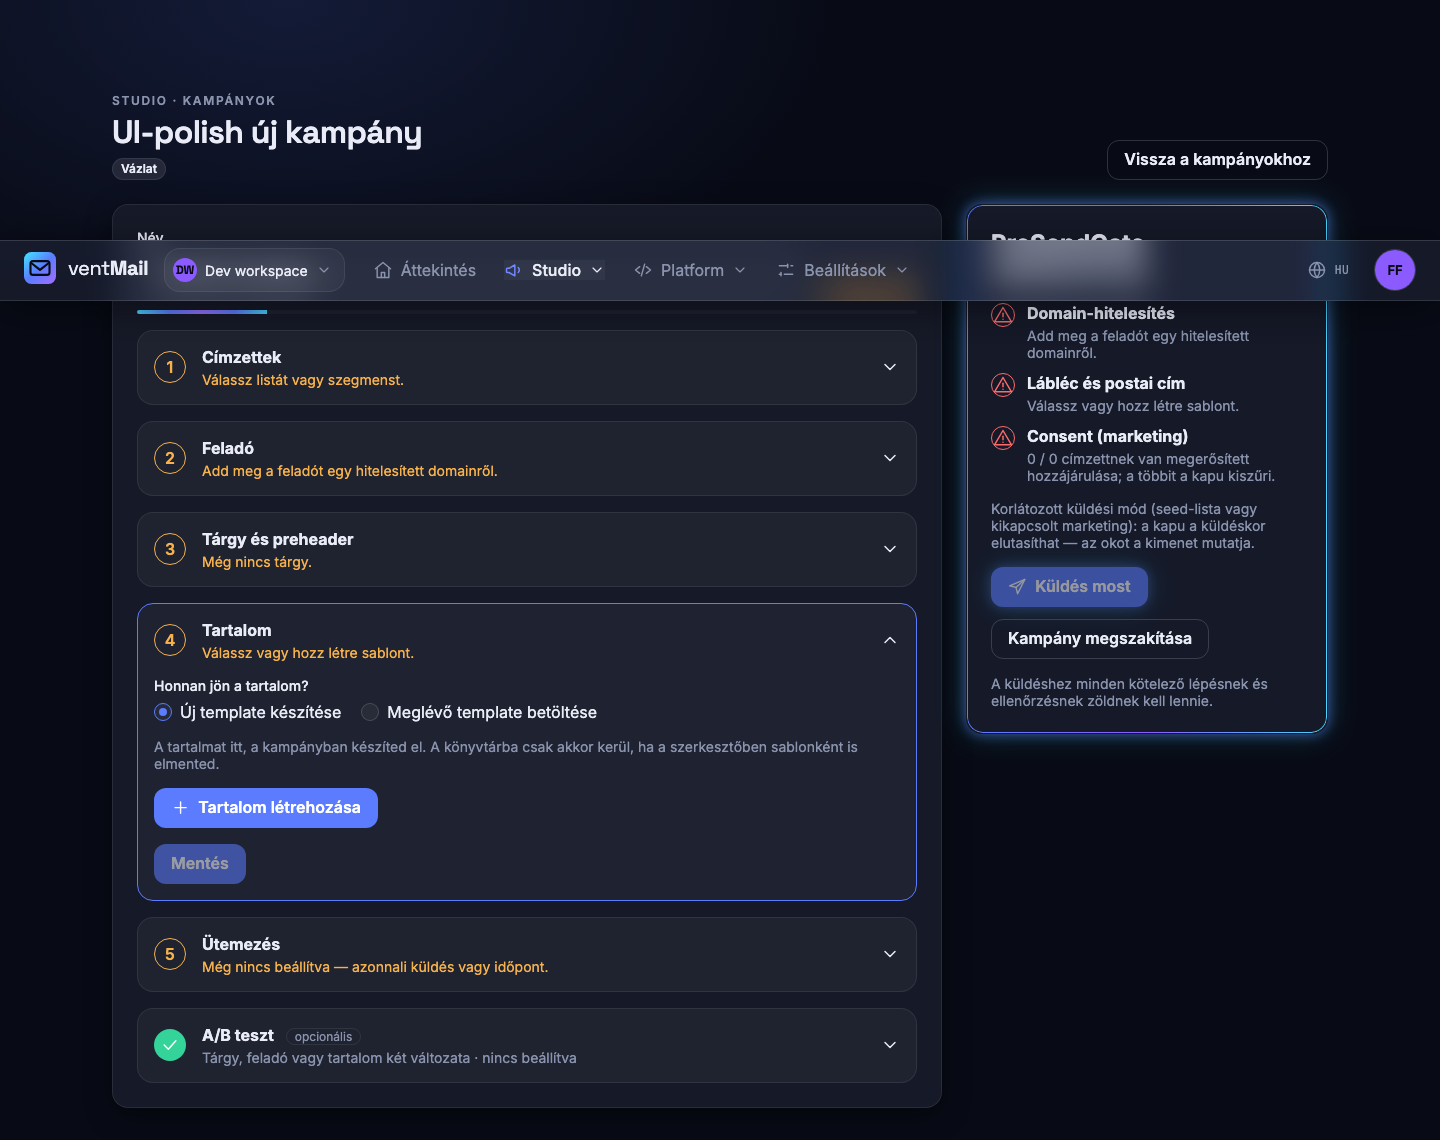 STUDIO · KAMPÁNYOK
UI-polish új kampány
Vázlat
Vissza a kampányokhoz
Név
ventMail
DW Dev workspace
Áttekintés
Studio
Platform
Beállítások
HU
FF
1
Címzettek
Válassz listát vagy szegmenst.
2
Feladó
Add meg a feladót egy hitelesített domainről.
3
Tárgy és preheader
Még nincs tárgy.
4
Tartalom
Válassz vagy hozz létre sablont.
Honnan jön a tartalom?
Új template készítése
Meglévő template betöltése
A tartalmat itt, a kampányban készíted el. A könyvtárba csak akkor kerül, ha a szerkesztőben sablonként is
elmented.
Tartalom létrehozása
Mentés
5
Ütemezés
Még nincs beállítva — azonnali küldés vagy időpont.
A/B teszt opcionális
Tárgy, feladó vagy tartalom két változata · nincs beállítva
Domain-hitelesítés
Add meg a feladót egy hitelesített
domainről.
Lábléc és postai cím
Válassz vagy hozz létre sablont.
Consent (marketing)
0 / 0 címzettnek van megerősített
hozzájárulása; a többit a kapu kiszűri.
Korlátozott küldési mód (seed-lista vagy
kikapcsolt marketing): a kapu a küldéskor
elutasíthat — az okot a kimenet mutatja.
Küldés most
Kampány megszakítása
A küldéshez minden kötelező lépésnek és
ellenőrzésnek zöldnek kell lennie.